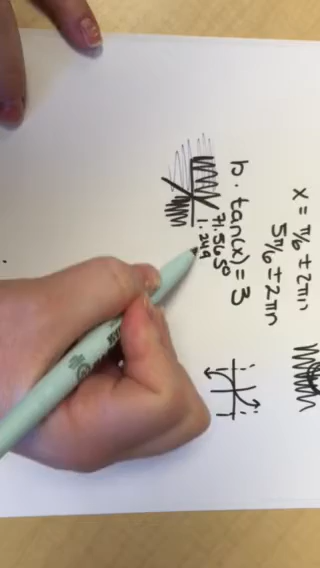 x = π/6 ± 2πn
5π/6 ± 2πn
b. tan(x) = 3
71.565°
1.249